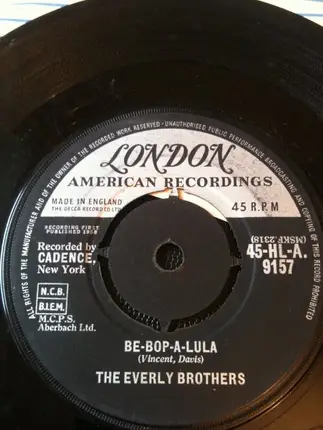 ALL RIGHTS OF THE MANUFACTURER AND OF THE OWNER OF THE RECORDED WORK RESERVED · UNAUTHORISED PUBLIC PERFORMANCE BROADCASTING AND COPYING OF THIS RECORD PROHIBITED
LONDON
AMERICAN RECORDINGS
MADE IN ENGLAND
THE DECCA RECORD CO LTD
45 R.P.M
RECORDING FIRST
PUBLISHED 1958
(MSKF.2318)
Recorded by
CADENCE,
New York
45-HL-A.
9157
N.C.B.
B.I.E.M.
M.C.P.S.
Aberbach Ltd.
BE-BOP-A-LULA
(Vincent, Davis)
THE EVERLY BROTHERS